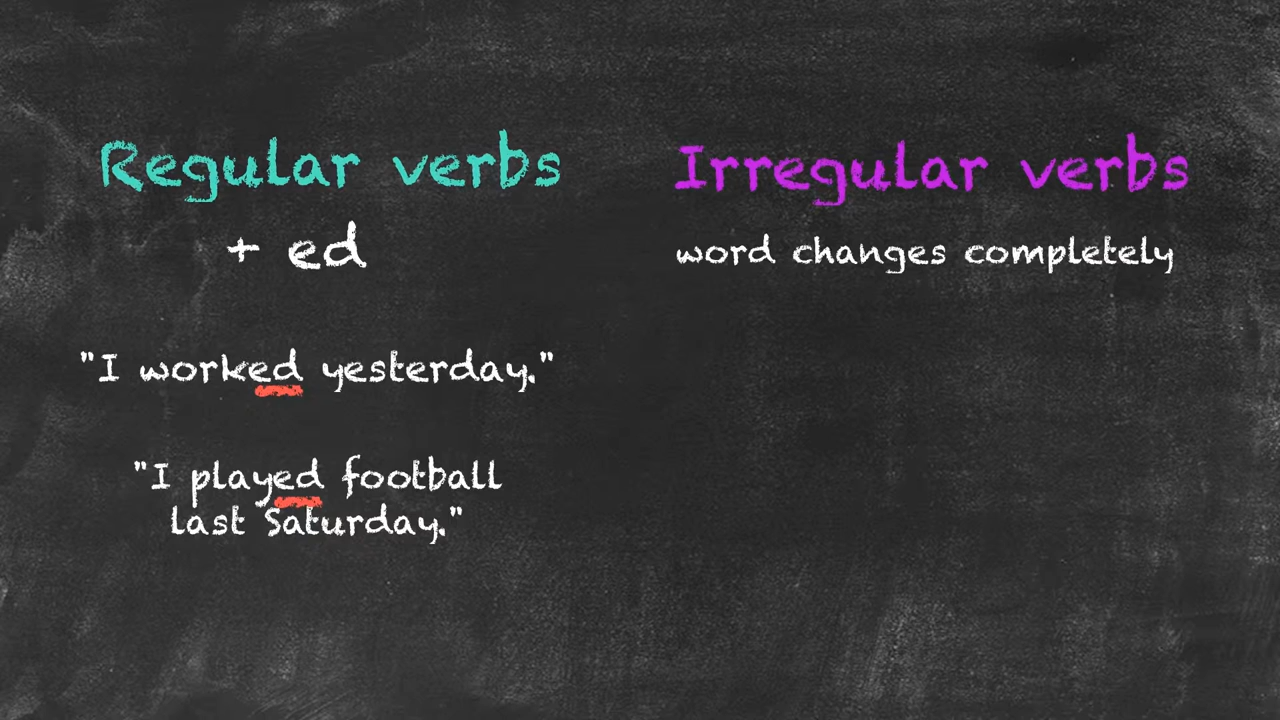 Regular verbs
+ ed
"I worked yesterday."
"I played football
last Saturday."
Irregular verbs
word changes completely